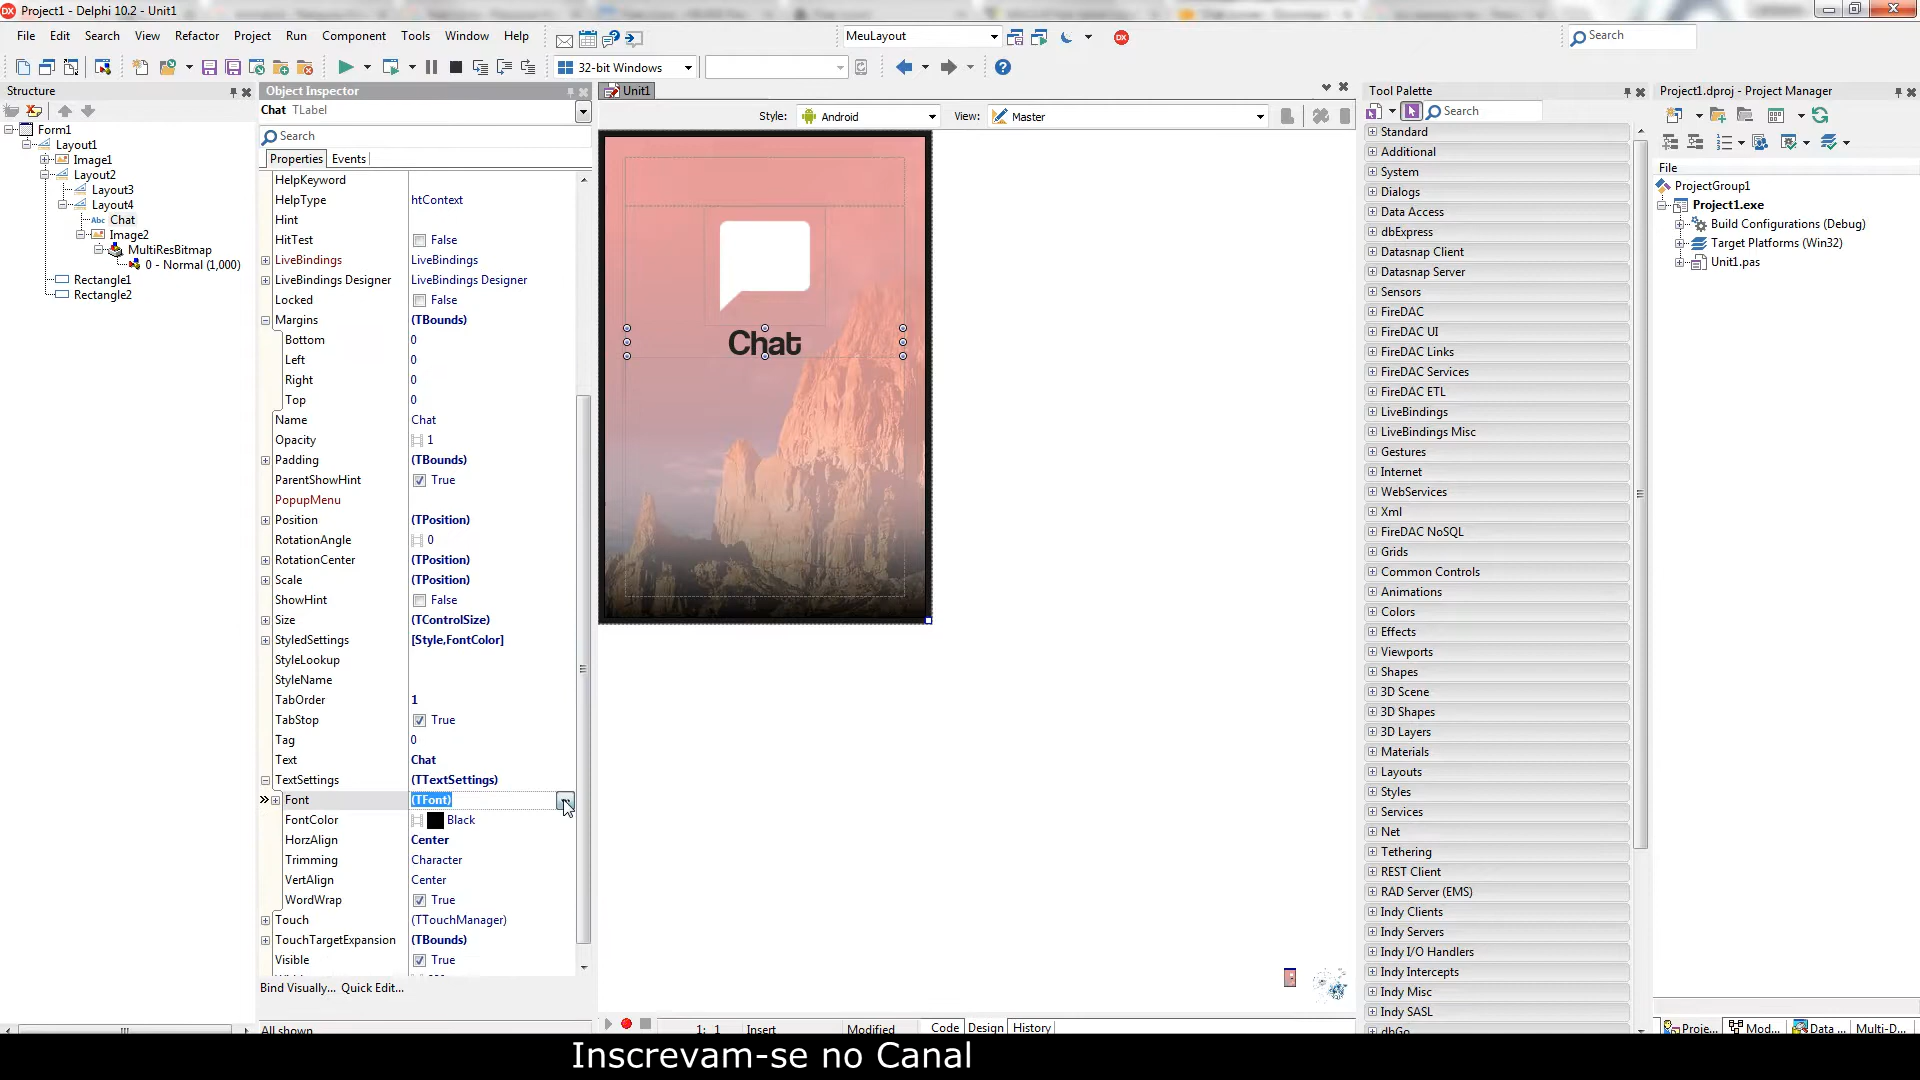 Project1 - Delphi 10.2 - Unit1
File Edit Search View Refactor Project Run Component Tools Window Help
MeuLayout
Search
32-bit Windows
Structure
Form1
Layout1
Image1
Layout2
Layout3
Layout4
Abc Chat
Image2
MultiResBitmap
0 - Normal (1,000)
Rectangle1
Rectangle2
Object Inspector
Chat TLabel
Search
Properties Events
HelpKeyword
HelpType htContext
Hint
HitTest False
LiveBindings LiveBindings
LiveBindings Designer LiveBindings Designer
Locked False
Margins (TBounds)
Bottom 0
Left 0
Right 0
Top 0
Name Chat
Opacity 1
Padding (TBounds)
ParentShowHint True
PopupMenu
Position (TPosition)
RotationAngle 0
RotationCenter (TPosition)
Scale (TPosition)
ShowHint False
Size (TControlSize)
StyledSettings [Style,FontColor]
StyleLookup
StyleName
TabOrder 1
TabStop True
Tag 0
Text Chat
TextSettings (TTextSettings)
Font (TFont)
FontColor Black
HorzAlign Center
Trimming Character
VertAlign Center
WordWrap True
Touch (TTouchManager)
TouchTargetExpansion (TBounds)
Visible True
Bind Visually... Quick Edit...
All shown
Unit1
Style: Android View: Master
Chat
1: 1 Insert Modified Code Design History
Tool Palette
Search
Standard
Additional
System
Dialogs
Data Access
dbExpress
Datasnap Client
Datasnap Server
Sensors
FireDAC
FireDAC UI
FireDAC Links
FireDAC Services
FireDAC ETL
LiveBindings
LiveBindings Misc
Gestures
Internet
WebServices
Xml
FireDAC NoSQL
Grids
Common Controls
Animations
Colors
Effects
Viewports
Shapes
3D Scene
3D Shapes
3D Layers
Materials
Layouts
Styles
Services
Net
Tethering
REST Client
RAD Server (EMS)
Indy Clients
Indy Servers
Indy I/O Handlers
Indy Intercepts
Indy Misc
Indy SASL
dbGo
Project1.dproj - Project Manager
File
ProjectGroup1
Project1.exe
Build Configurations (Debug)
Target Platforms (Win32)
Unit1.pas
Proje... Mod... Data ... Multi-D...
Inscrevam-se no Canal